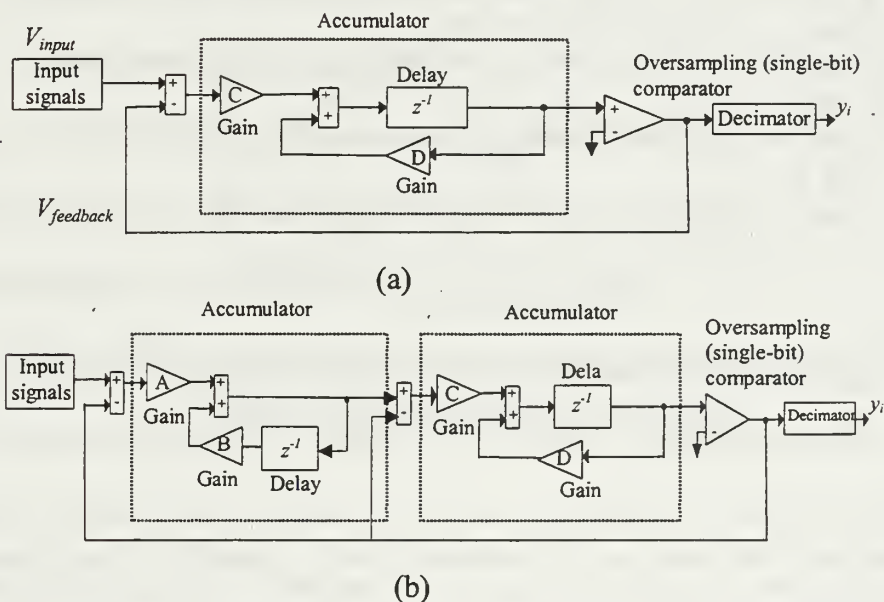 (a)
Accumulator
V_input
Input
signals
+
-
C
Gain
+
+
Delay
z^-1
D
Gain
Oversampling (single-bit)
comparator
+
-
Decimator
y_i
V_feedback
(a)
Accumulator
Accumulator
Oversampling
(single-bit)
comparator
Input
signals
+
-
A
Gain
+
+
B
Gain
z^-1
Delay
+
-
C
Gain
+
+
Dela
z^-1
D
Gain
-
Decimator
y_i
(b)